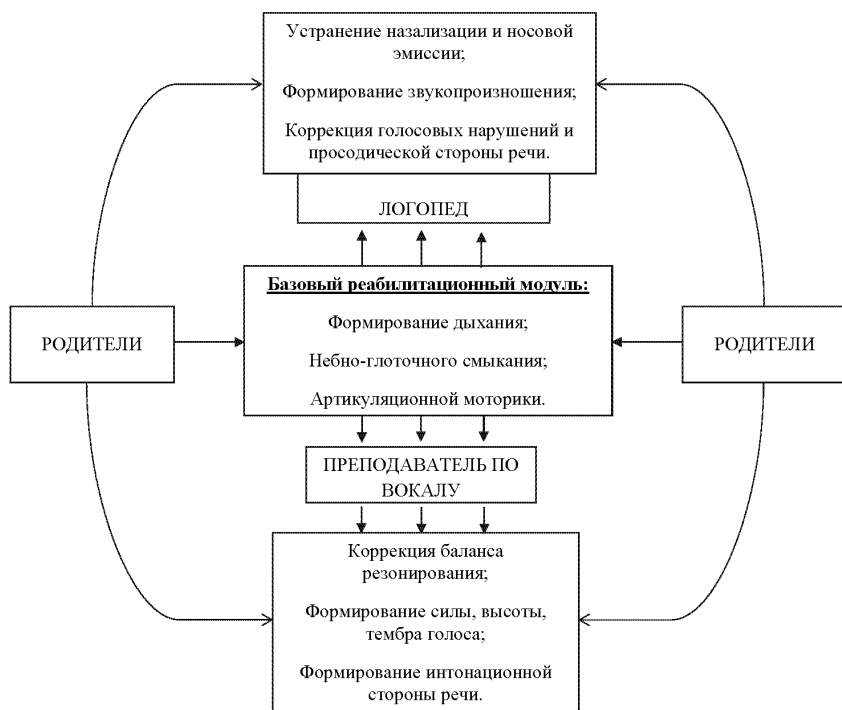 Устранение назализации и носовой
эмиссии;
Формирование звукопроизношения;
Коррекция голосовых нарушений и
просодической стороны речи.
ЛОГОПЕД
Базовый реабилитационный модуль:
Формирование дыхания;
Небно-глоточного смыкания;
Артикуляционной моторики.
РОДИТЕЛИ
РОДИТЕЛИ
ПРЕПОДАВАТЕЛЬ ПО
ВОКАЛУ
Коррекция баланса
резонирования;
Формирование силы, высоты,
тембра голоса;
Формирование интонационной
стороны речи.